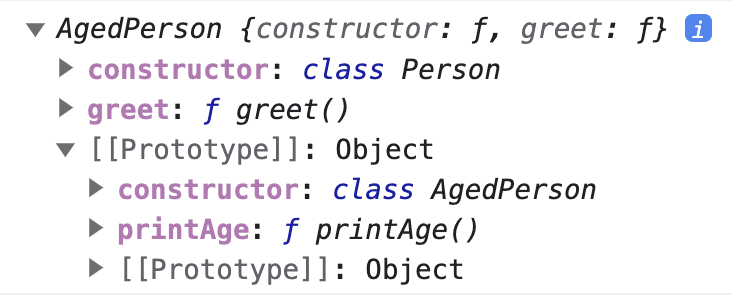 AgedPerson {constructor: ƒ, greet: ƒ} i
constructor: class Person
greet: ƒ greet()
[[Prototype]]: Object
constructor: class AgedPerson
printAge: ƒ printAge()
[[Prototype]]: Object